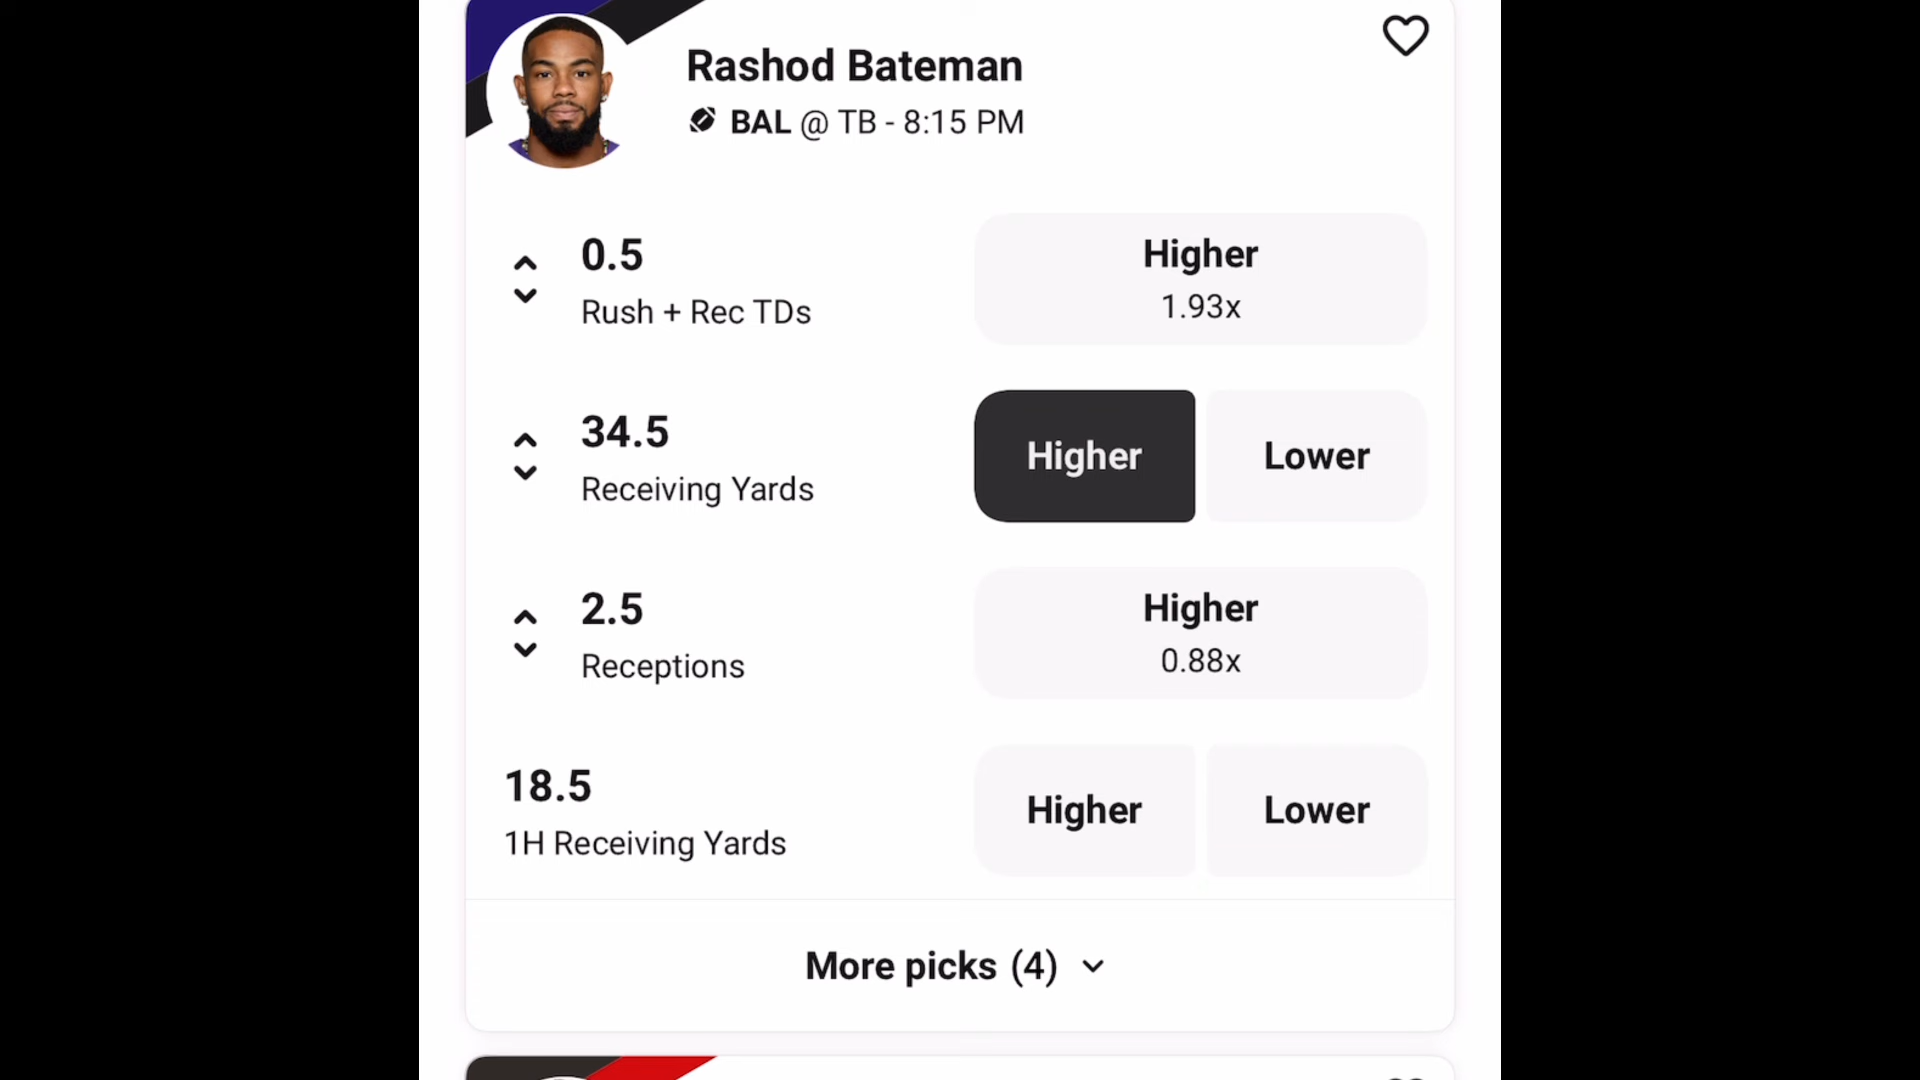 Rashod Bateman
BAL @ TB - 8:15 PM
0.5
Rush + Rec TDs
Higher
1.93x
34.5
Receiving Yards
Higher
Lower
2.5
Receptions
Higher
0.88x
18.5
1H Receiving Yards
Higher
Lower
More picks (4)